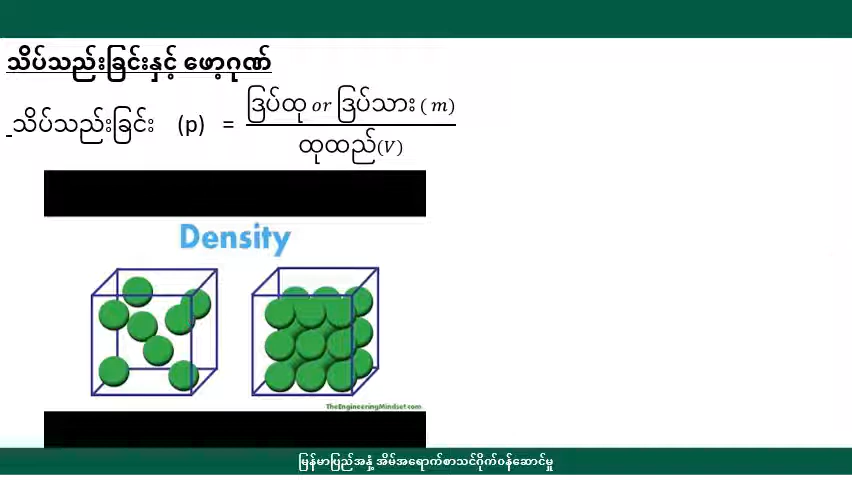 သိပ်သည်းခြင်းနှင့် ဖော့ဂုဏ်
သိပ်သည်းခြင်း (p) = ဒြပ်ထု or ဒြပ်သား ( m)
ထုထည်(V)
Density
TheEngineeringMindset.com
မြန်မာပြည်အနှံ့ အိမ်အရောက်စာသင်ဂိုက်ဝန်ဆောင်မှု